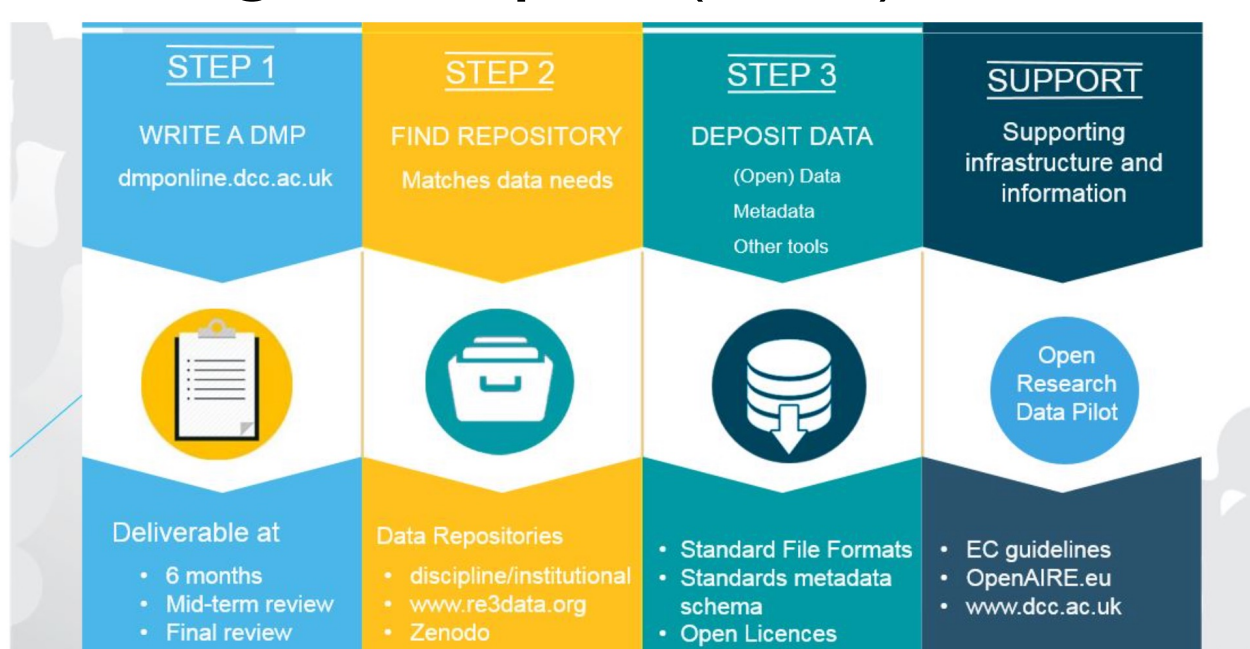 STEP 1
WRITE A DMP
dmponline.dcc.ac.uk
STEP 2
FIND REPOSITORY
Matches data needs
STEP 3
DEPOSIT DATA
(Open) Data
Metadata
Other tools
SUPPORT
Supporting
infrastructure and
information
Open
Research
Data Pilot
Deliverable at
• 6 months
• Mid-term review
• Final review
Data Repositories
• discipline/institutional
• www.re3data.org
• Zenodo
• Standard File Formats
• Standards metadata
schema
• Open Licences
• EC guidelines
• OpenAIRE.eu
• www.dcc.ac.uk